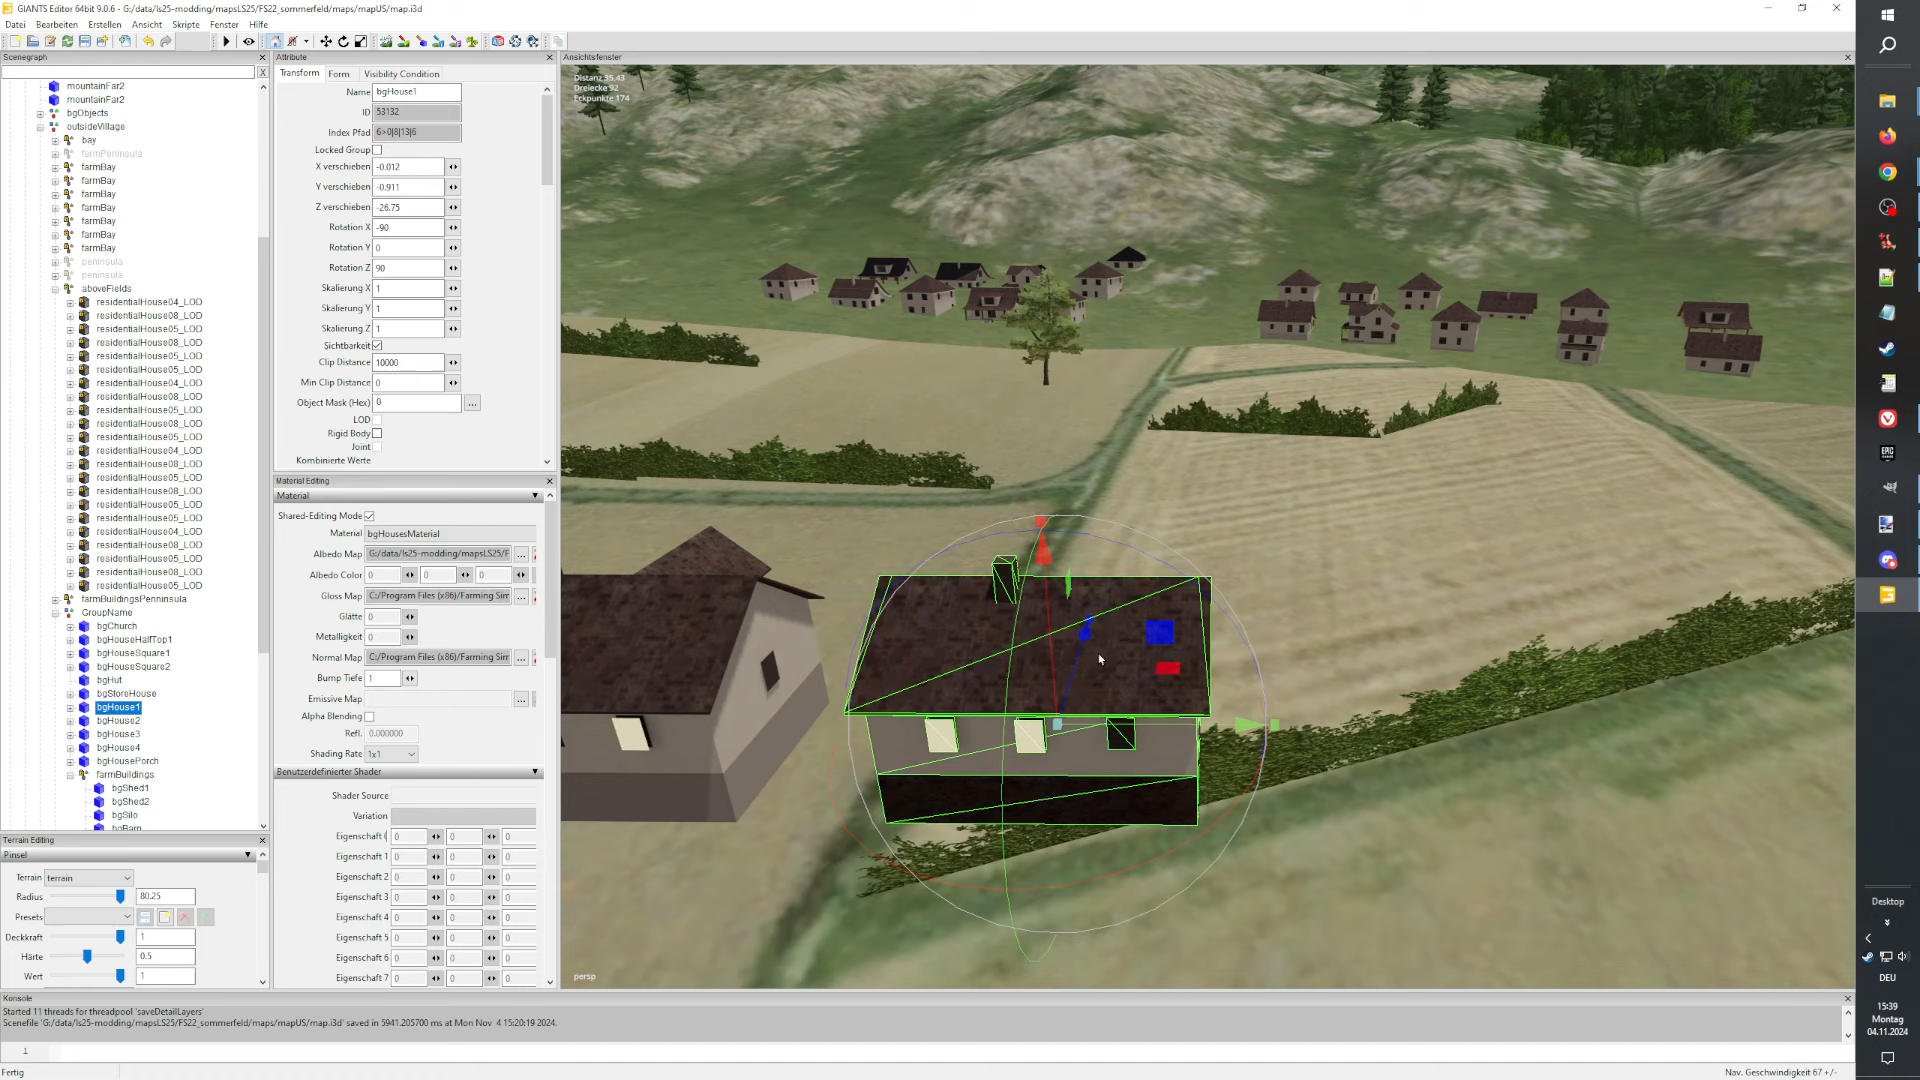 GIANTS Editor 64bit 9.0.6 - G:/data/ls25-modding/mapsLS25/FS22_sommerfeld/maps/mapUS/map.i3d
Datei Bearbeiten Erstellen Ansicht Skripte Fenster Hilfe
Scenegraph
mountainFar2
mountainFar2
bgObjects
outsideVillage
bay
farmPeninsula
farmBay
farmBay
farmBay
farmBay
farmBay
farmBay
farmBay
peninsula
peninsula
aboveFields
residentialHouse04_LOD
residentialHouse08_LOD
residentialHouse05_LOD
residentialHouse08_LOD
residentialHouse05_LOD
residentialHouse05_LOD
residentialHouse04_LOD
residentialHouse08_LOD
residentialHouse05_LOD
residentialHouse08_LOD
residentialHouse05_LOD
residentialHouse04_LOD
residentialHouse08_LOD
residentialHouse05_LOD
residentialHouse08_LOD
residentialHouse05_LOD
residentialHouse05_LOD
residentialHouse04_LOD
residentialHouse08_LOD
residentialHouse05_LOD
residentialHouse08_LOD
residentialHouse05_LOD
farmBuildingsPenninsula
GroupName
bgChurch
bgHouseHalfTop1
bgHouseSquare1
bgHouseSquare2
bgHut
bgStoreHouse
bgHouse1
bgHouse2
bgHouse3
bgHouse4
bgHousePorch
farmBuildings
bgShed1
bgShed2
bgSilo
bgBarn
Terrain Editing
Pinsel
Terrain terrain
Radius 80.25
Presets
Deckkraft 1
Härte 0.5
Wert 1
Attribute
Transform Form Visibility Condition
Name bgHouse1
ID 53132
Index Pfad 6>0|8|13|6
Locked Group
X verschieben -0.012
Y verschieben -0.911
Z verschieben -26.75
Rotation X -90
Rotation Y 0
Rotation Z 90
Skalierung X 1
Skalierung Y 1
Skalierung Z 1
Sichtbarkeit
Clip Distance 10000
Min Clip Distance 0
Object Mask (Hex) 0 ...
LOD
Rigid Body
Joint
Kombinierte Werte
Material Editing
Material
Shared-Editing Mode
Material bgHousesMaterial
Albedo Map G:/data/ls25-modding/mapsLS25/F ...
Albedo Color 0 0 0
Gloss Map C:/Program Files (x86)/Farming Sim ...
Glätte 0
Metalligkeit 0
Normal Map C:/Program Files (x86)/Farming Sim ...
Bump Tiefe 1
Emissive Map ...
Alpha Blending
Refl. 0.000000
Shading Rate 1x1
Benutzerdefinierter Shader
Shader Source
Variation
Eigenschaft ( 0 0 0
Eigenschaft 1 0 0 0
Eigenschaft 2 0 0 0
Eigenschaft 3 0 0 0
Eigenschaft 4 0 0 0
Eigenschaft 5 0 0 0
Eigenschaft 6 0 0 0
Eigenschaft 7 0 0 0
Ansichtsfenster
Distanz 35.43
Dreiecke 92
Eckpunkte 174
persp
Konsole
Started 11 threads for threadpool 'saveDetailLayers'
Scenefile 'G:/data/ls25-modding/mapsLS25/FS22_sommerfeld/maps/mapUS/map.i3d' saved in 5941.205700 ms at Mon Nov 4 15:20:19 2024.
1
Fertig
Nav. Geschwindigkeit 67 +/-
EPIC
Desktop
DEU
15:39
Montag
04.11.2024